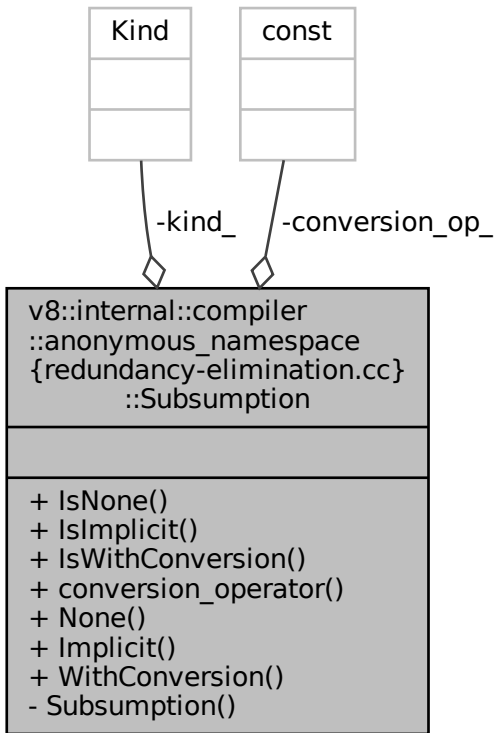 Kind
const
-kind_
-conversion_op_
v8::internal::compiler
::anonymous_namespace
{redundancy-elimination.cc}
::Subsumption
+ IsNone()
+ IsImplicit()
+ IsWithConversion()
+ conversion_operator()
+ None()
+ Implicit()
+ WithConversion()
- Subsumption()